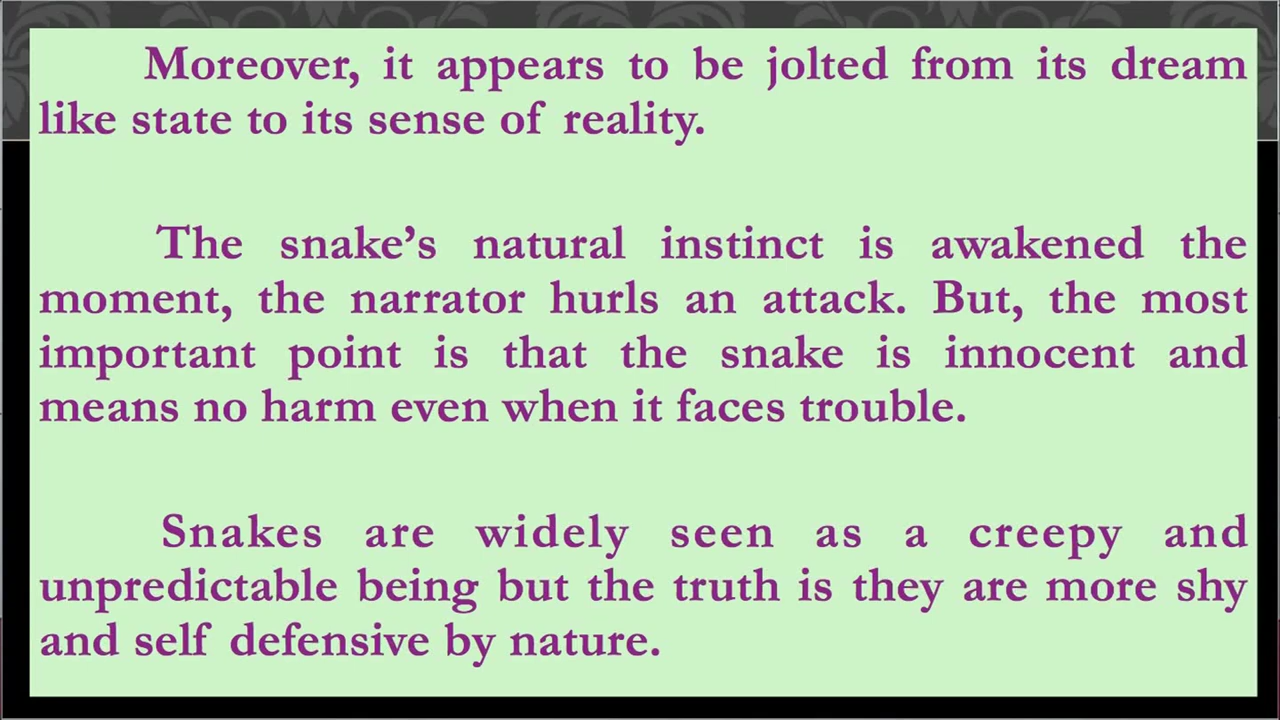 Moreover, it appears to be jolted from its dream
like state to its sense of reality.
The snake’s natural instinct is awakened the
moment, the narrator hurls an attack. But, the most
important point is that the snake is innocent and
means no harm even when it faces trouble.
Snakes are widely seen as a creepy and
unpredictable being but the truth is they are more shy
and self defensive by nature.